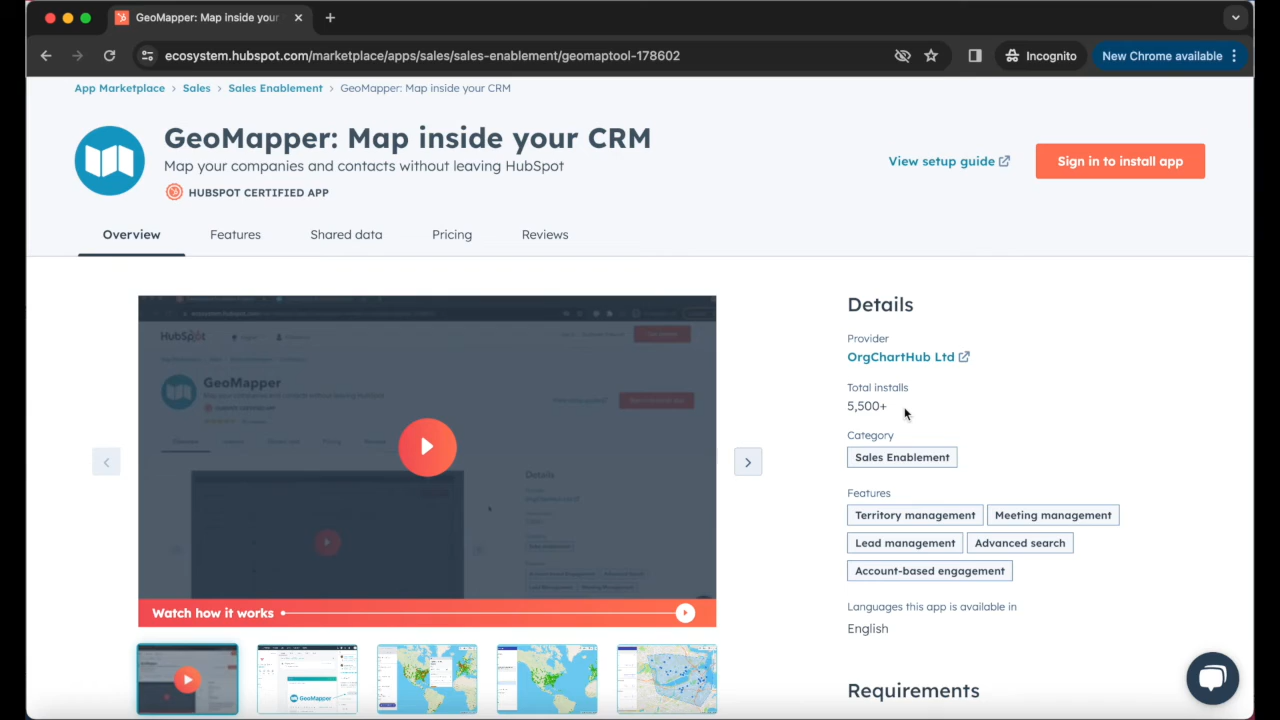 GeoMapper: Map inside your
ecosystem.hubspot.com/marketplace/apps/sales/sales-enablement/geomaptool-178602
Incognito
New Chrome available
App Marketplace > Sales > Sales Enablement > GeoMapper: Map inside your CRM
GeoMapper: Map inside your CRM
Map your companies and contacts without leaving HubSpot
HUBSPOT CERTIFIED APP
View setup guide
Sign in to install app
Overview
Features
Shared data
Pricing
Reviews
HubSpot
GeoMapper
Details
Watch how it works
GeoMapper
Details
Provider
OrgChartHub Ltd
Total installs
5,500+
Category
Sales Enablement
Features
Territory management
Meeting management
Lead management
Advanced search
Account-based engagement
Languages this app is available in
English
Requirements